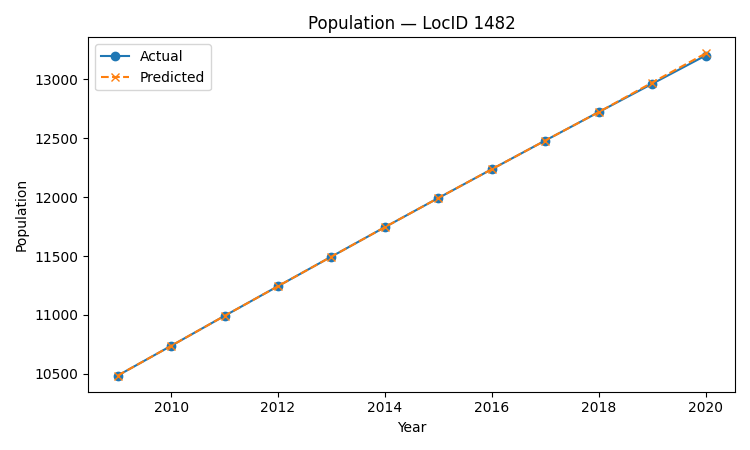 Population — LocID 1482
Actual
Predicted
13000
12500
12000
11500
11000
10500
Population
2010 2012 2014 2016 2018 2020
Year